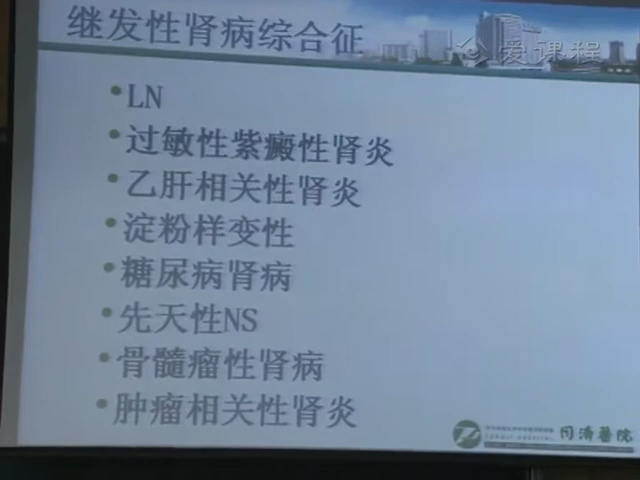 继发性肾病综合征
爱课程
•LN
•过敏性紫癜性肾炎
•乙肝相关性肾炎
•淀粉样变性
•糖尿病肾病
•先天性NS
•骨髓瘤性肾病
•肿瘤相关性肾炎
同濟醫院